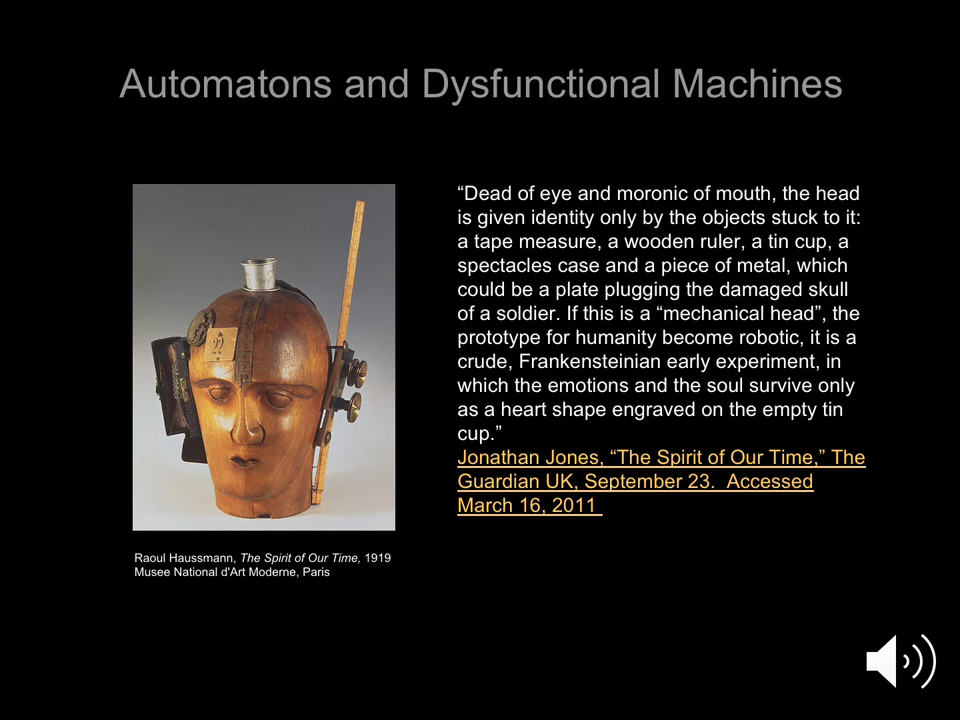 Automatons and Dysfunctional Machines
“Dead of eye and moronic of mouth, the head
is given identity only by the objects stuck to it:
a tape measure, a wooden ruler, a tin cup, a
spectacles case and a piece of metal, which
could be a plate plugging the damaged skull
of a soldier. If this is a “mechanical head”, the
prototype for humanity become robotic, it is a
crude, Frankensteinian early experiment, in
which the emotions and the soul survive only
as a heart shape engraved on the empty tin
cup.”
Jonathan Jones, “The Spirit of Our Time,” The
Guardian UK, September 23.  Accessed
March 16, 2011
Raoul Haussmann, The Spirit of Our Time, 1919
Musee National d'Art Moderne, Paris